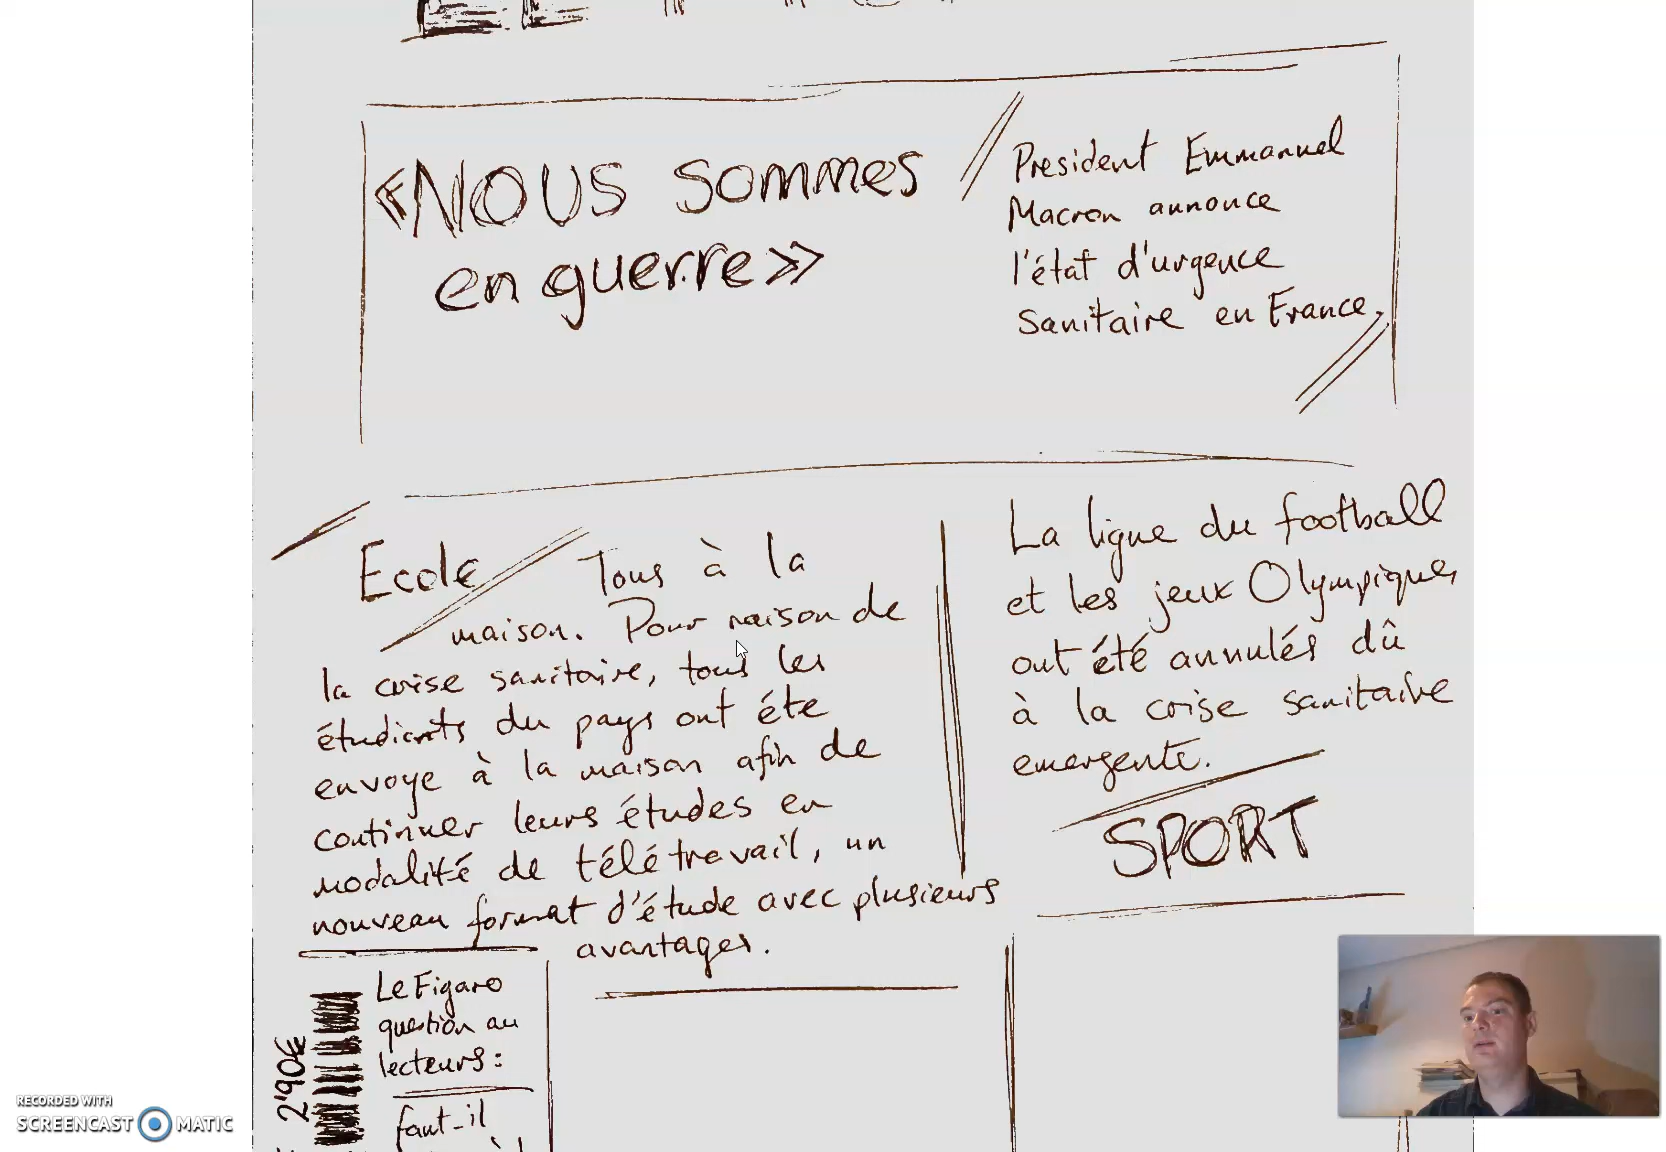 «NOUS sommes
en guerre»
President Emmanuel
Macron annonce
l'état d'urgence
sanitaire en France.
Ecole
Tous à la
maison. Pour raison de
la crise sanitaire, tous les
étudiants du pays ont éte
envoye à la maison afin de
continuer leurs études en
modalité de télétravail, un
nouveau format d'étude avec plusieurs
avantages.
La ligue du football
et les jeux Olympiques
ont été annulés dû
à la crise sanitaire
emergente.
SPORT
2'90€
Le Figaro
question au
lecteurs:
faut-il
RECORDED WITH
SCREENCAST MATIC